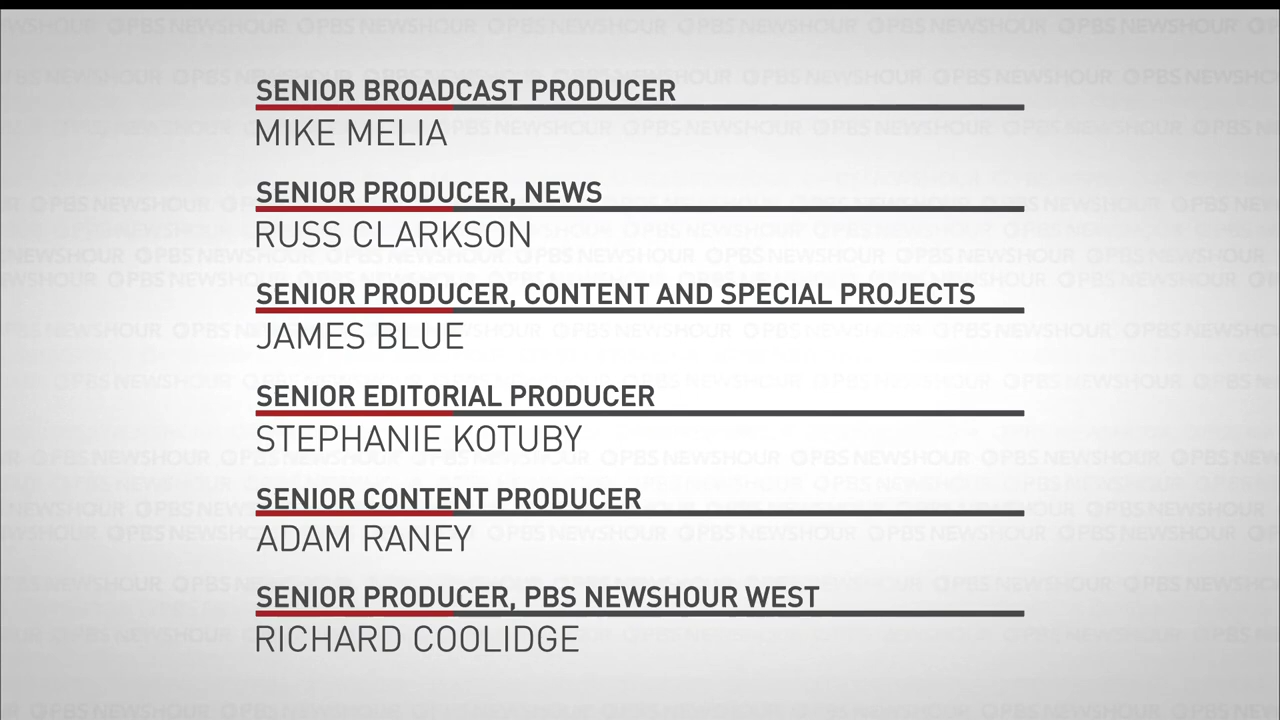 SENIOR BROADCAST PRODUCER
MIKE MELIA
SENIOR PRODUCER, NEWS
RUSS CLARKSON
SENIOR PRODUCER, CONTENT AND SPECIAL PROJECTS
JAMES BLUE
SENIOR EDITORIAL PRODUCER
STEPHANIE KOTUBY
SENIOR CONTENT PRODUCER
ADAM RANEY
SENIOR PRODUCER, PBS NEWSHOUR WEST
RICHARD COOLIDGE